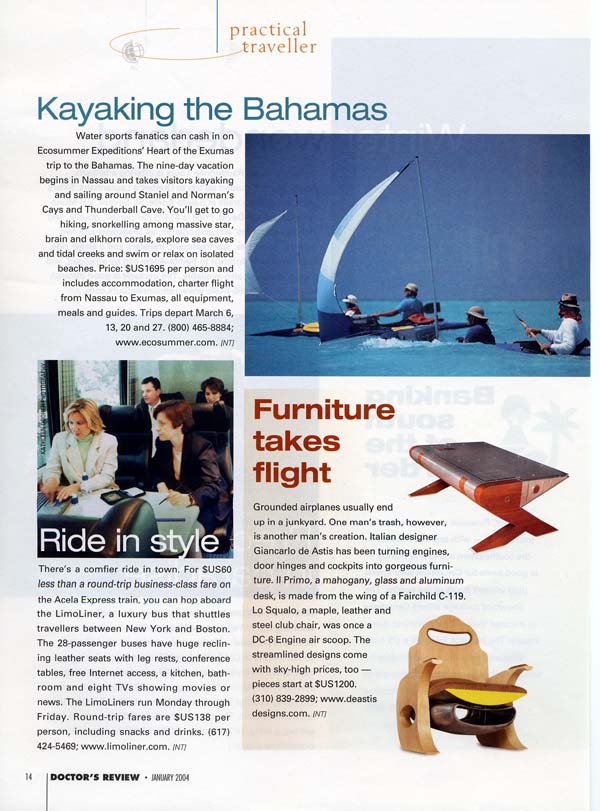 practical
traveller
Kayaking the Bahamas
Water sports fanatics can cash in on
Ecosummer Expeditions' Heart of the Exumas
trip to the Bahamas. The nine-day vacation
begins in Nassau and takes visitors kayaking
and sailing around Staniel and Norman's
Cays and Thunderball Cave. You'll get to go
hiking, snorkelling among massive star,
brain and elkhorn corals, explore sea caves
and tidal creeks and swim or relax on isolated
beaches. Price: $US1695 per person and
includes accommodation, charter flight
from Nassau to Exumas, all equipment,
meals and guides. Trips depart March 6,
13, 20 and 27. (800) 465-8884;
www.ecosummer.com. [NT]
Ride in style
There's a comfier ride in town. For $US60
less than a round-trip business-class fare on
the Acela Express train, you can hop aboard
the LimoLiner, a luxury bus that shuttles
travellers between New York and Boston.
The 28-passenger buses have huge reclin-
ing leather seats with leg rests, conference
tables, free Internet access, a kitchen, bath-
room and eight TVs showing movies or
news. The LimoLiners run Monday through
Friday. Round-trip fares are $US138 per
person, including snacks and drinks. (617)
424-5469; www.limoliner.com. [NT]
Furniture
takes
flight
Grounded airplanes usually end
up in a junkyard. One man's trash, however,
is another man's creation. Italian designer
Giancarlo de Astis has been turning engines,
door hinges and cockpits into gorgeous furni-
ture. Il Primo, a mahogany, glass and aluminum
desk, is made from the wing of a Fairchild C-119.
Lo Squalo, a maple, leather and
steel club chair, was once a
DC-6 Engine air scoop. The
streamlined designs come
with sky-high prices, too —
pieces start at $US1200.
(310) 839-2899; www.deastis
designs.com. [NT]
14 DOCTOR'S REVIEW • JANUARY 2004